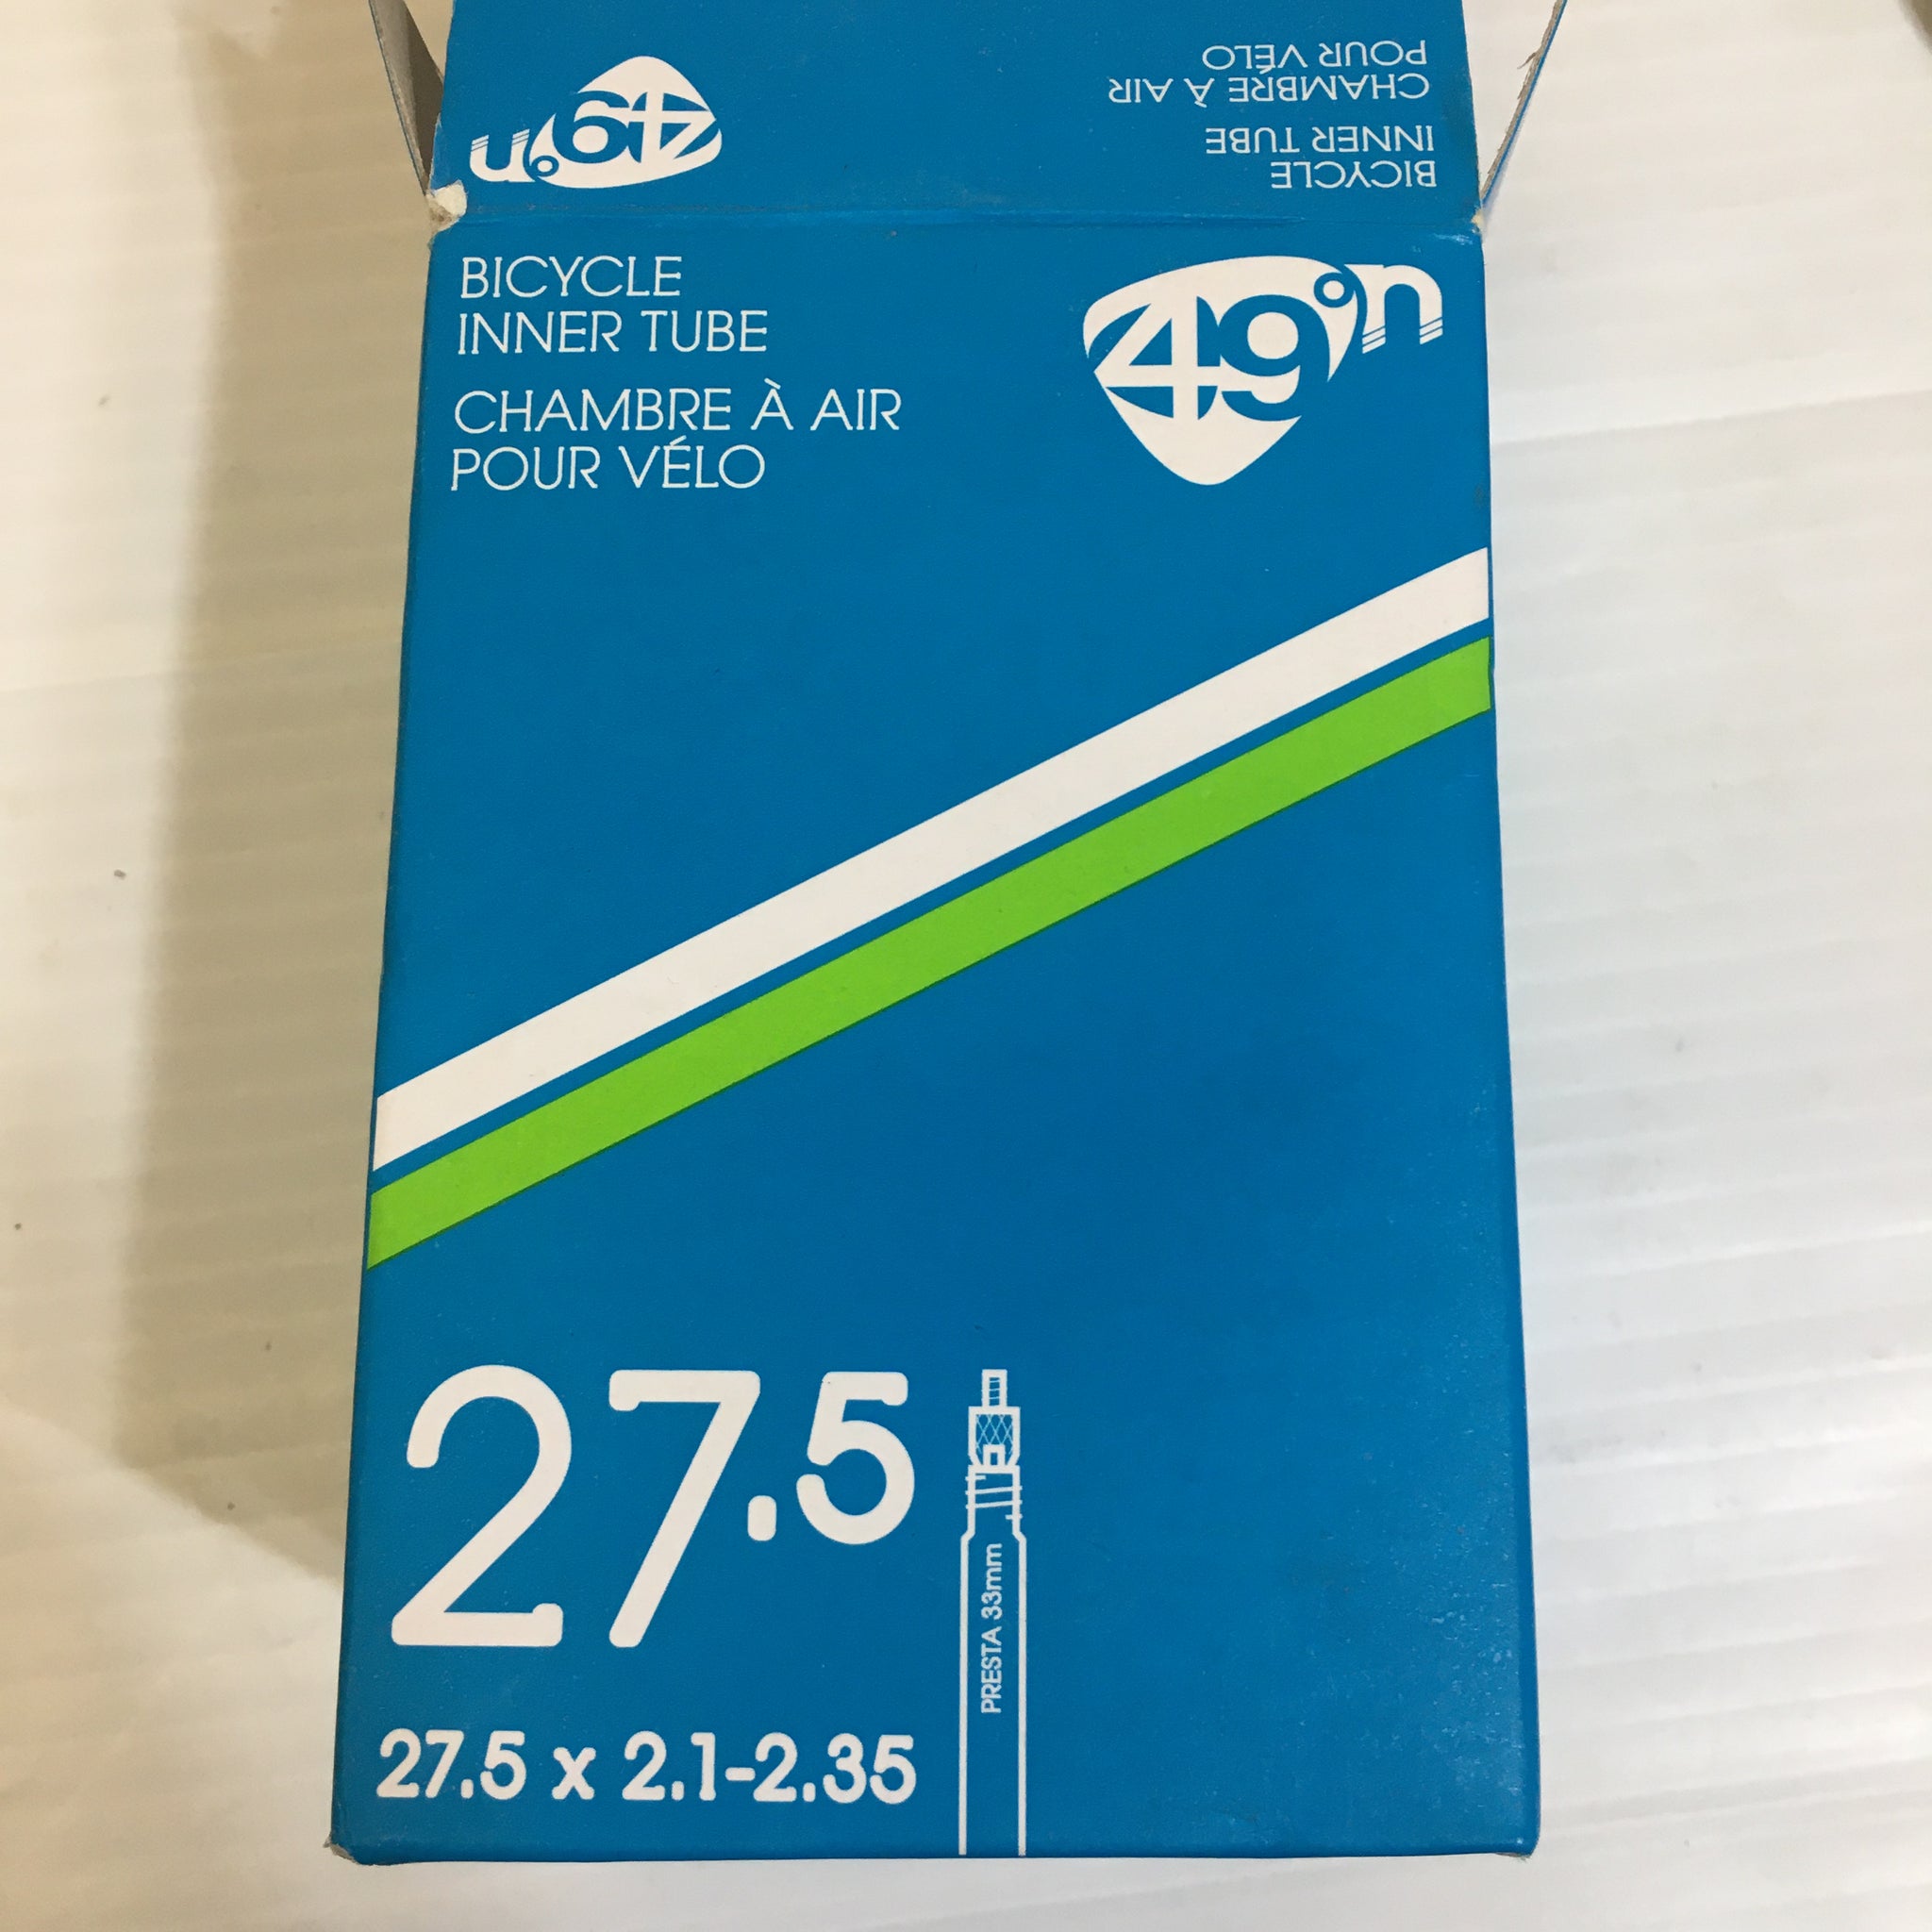 BICYCLE
INNER TUBE
CHAMBRE À AIR
POUR VÉLO
49°n
BICYCLE
INNER TUBE
CHAMBRE À AIR
POUR VÉLO
49°n
27.5
PRESTA 33mm
27.5 x 2.1-2.35